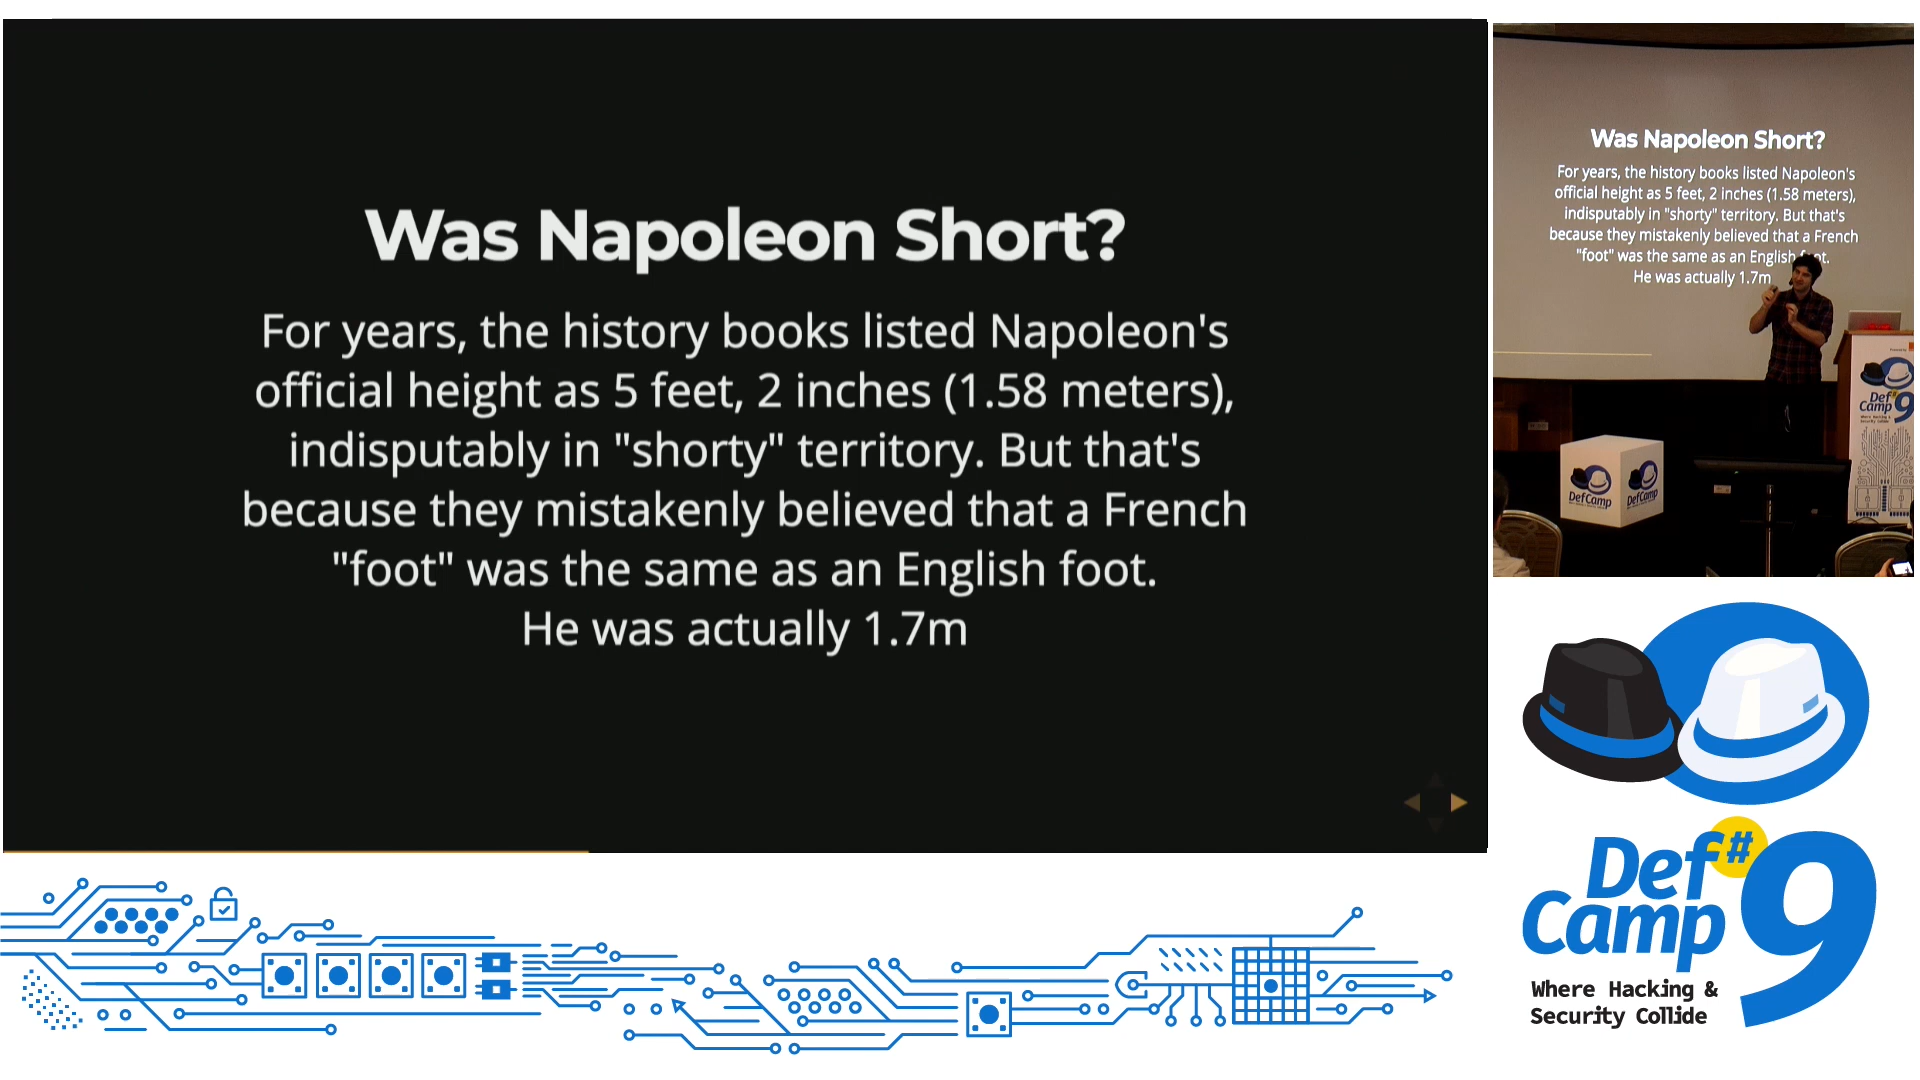 Was Napoleon Short?
For years, the history books listed Napoleon's
official height as 5 feet, 2 inches (1.58 meters),
indisputably in "shorty" territory. But that's
because they mistakenly believed that a French
"foot" was the same as an English foot.
He was actually 1.7m
Was Napoleon Short?
For years, the history books listed Napoleon's
official height as 5 feet, 2 inches (1.58 meters),
indisputably in "shorty" territory. But that's
because they mistakenly believed that a French
"foot" was the same as an English
He was actually 1.7m
Def
Camp 9
DefCamp
DefCamp
Def#
Camp 9
Where Hacking &
Security Collide